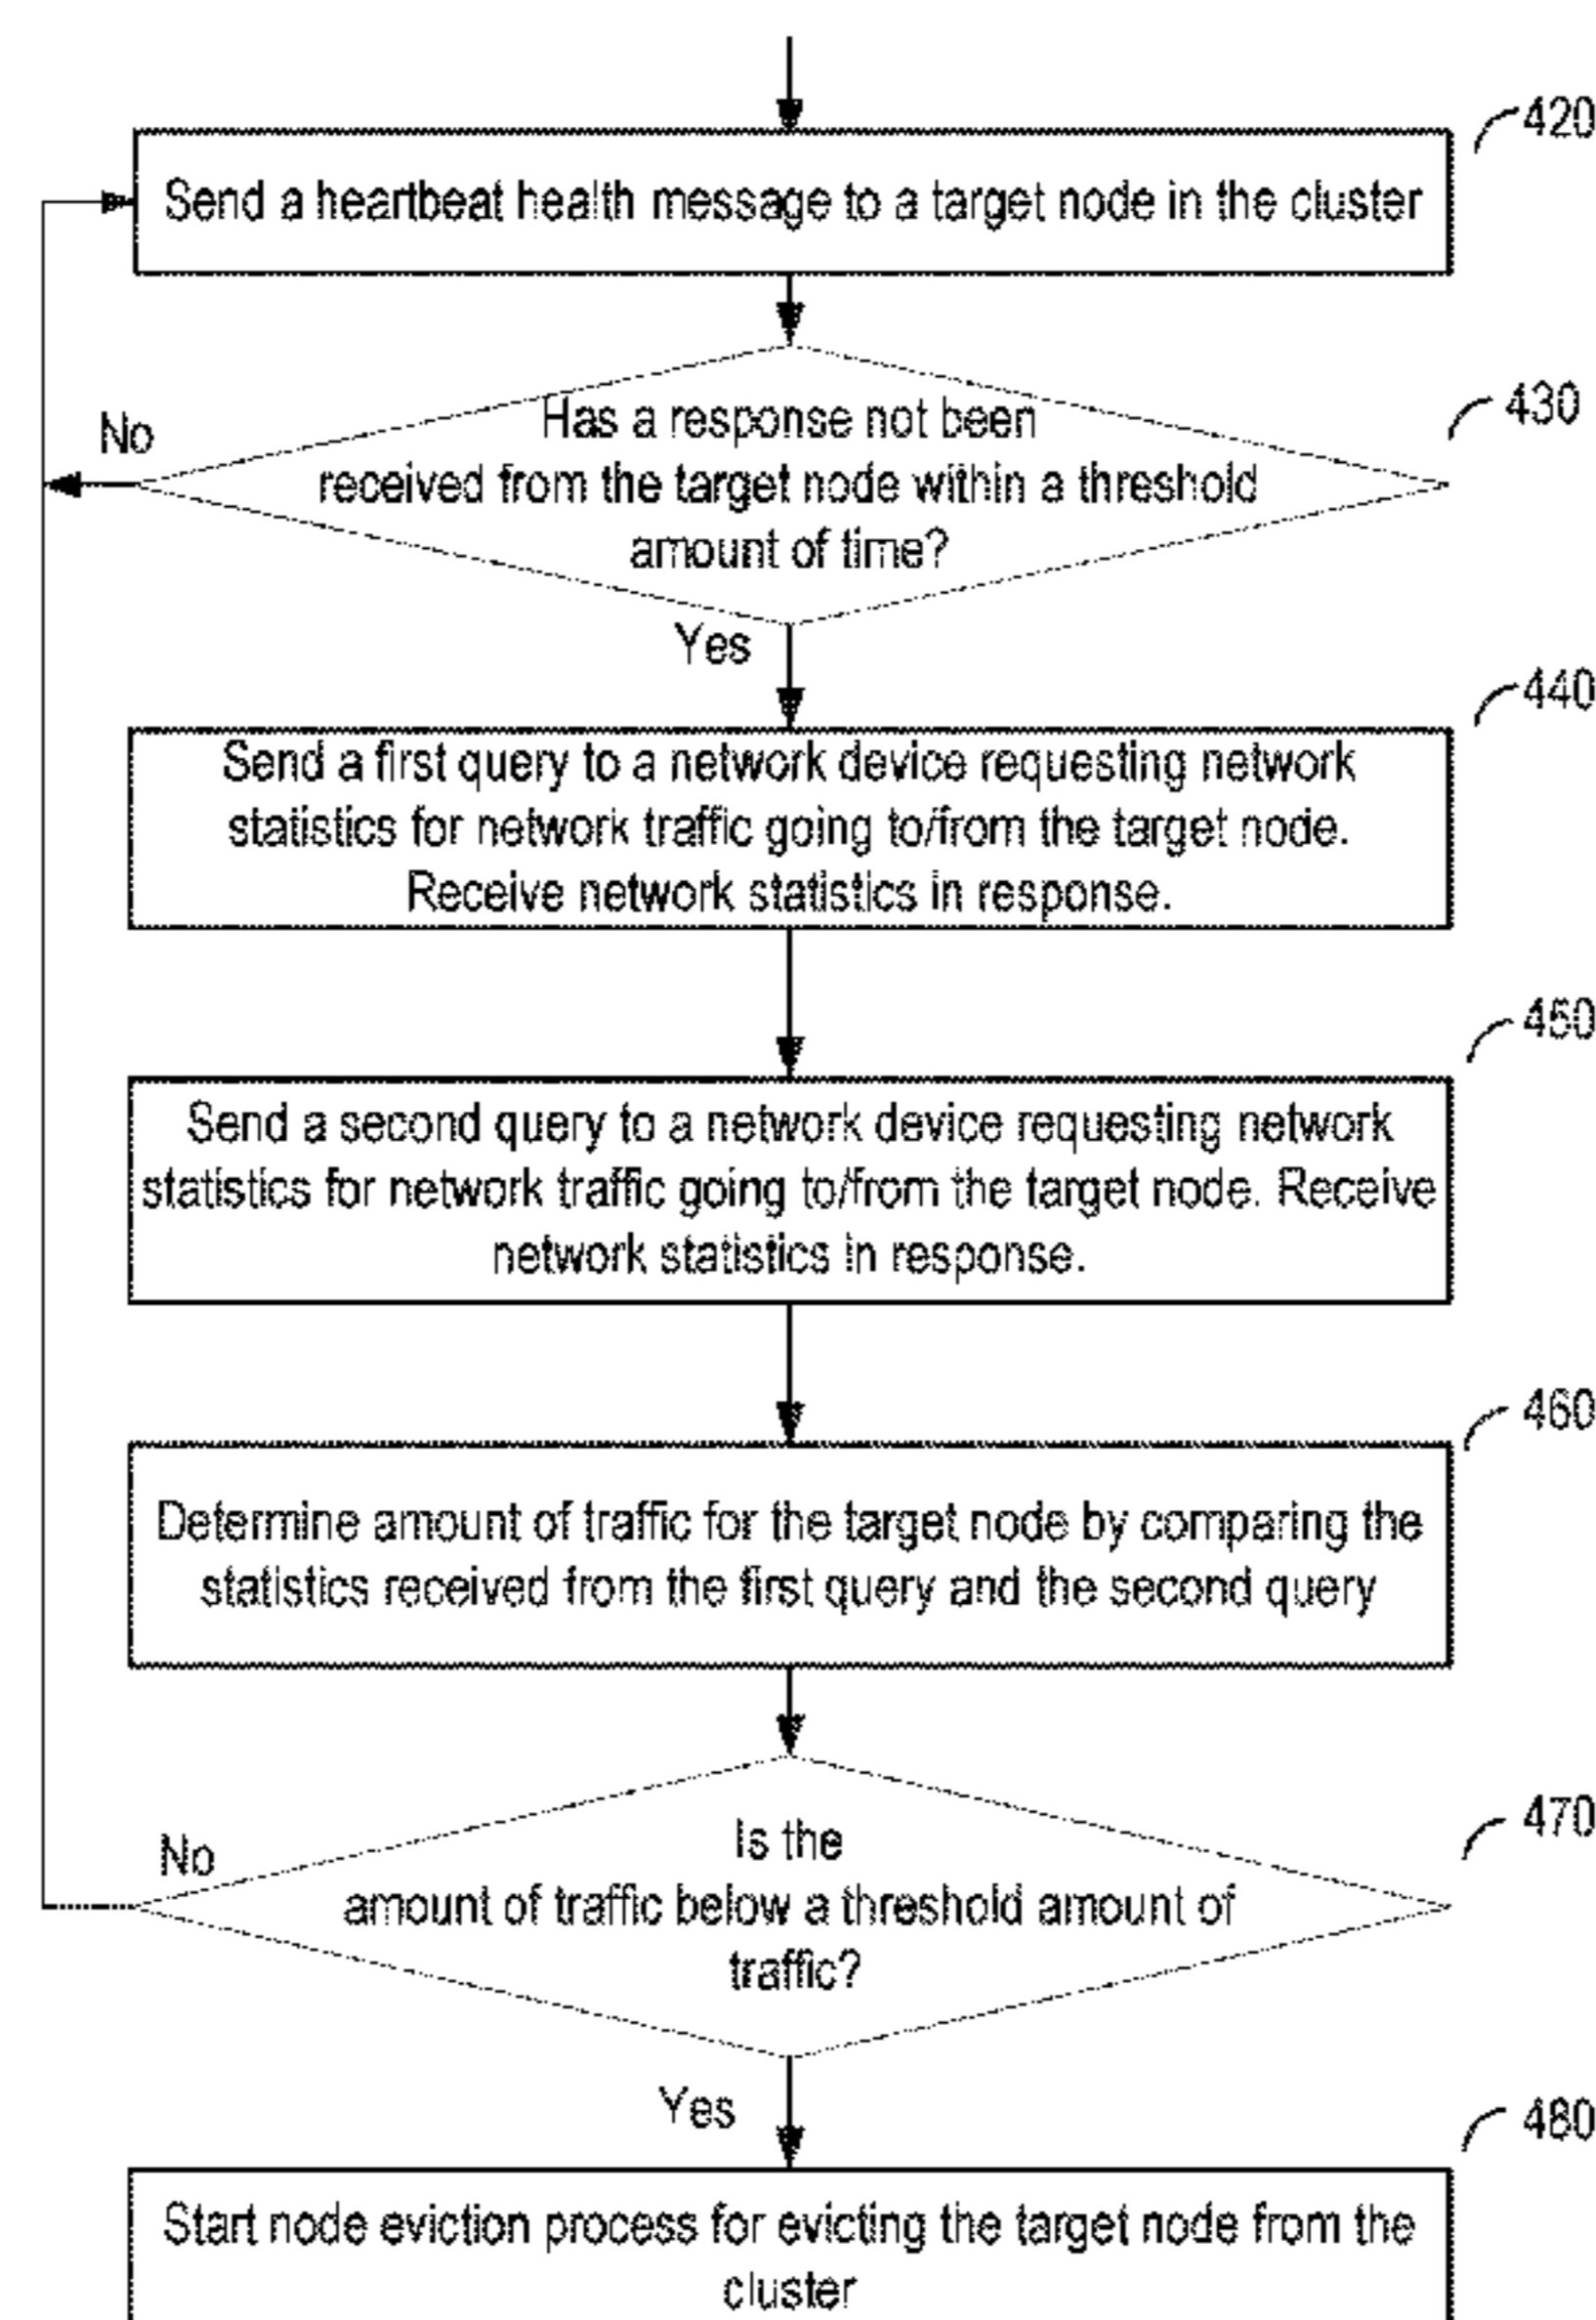 420
Send a heartbeat health message to a target node in the cluster
430
No
Has a response not been
received from the target node within a threshold
amount of time?
Yes
440
Send a first query to a network device requesting network
statistics for network traffic going to/from the target node.
Receive network statistics in response.
450
Send a second query to a network device requesting network
statistics for network traffic going to/from the target node. Receive
network statistics in response.
460
Determine amount of traffic for the target node by comparing the
statistics received from the first query and the second query
470
No
Is the
amount of traffic below a threshold amount of
traffic?
Yes
480
Start node eviction process for evicting the target node from the
cluster